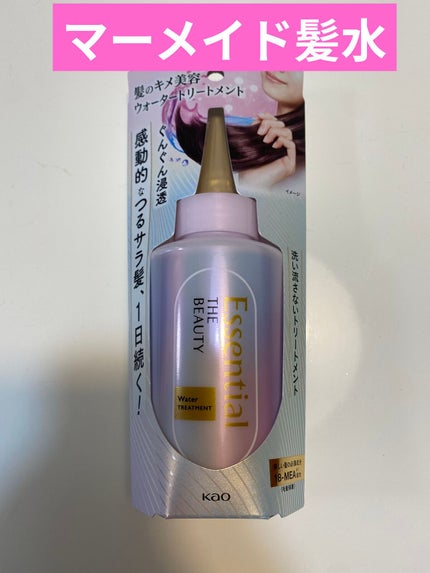 マーメイド髪水
髪のキメ美容
ウォータートリートメント
ぐんぐん浸透
感動的なつるサラ髪、1日続く!
イメージ
洗い流さないトリートメント
Essential
THE
BEAUTY
Water
TREATMENT
18-MEA
Kao